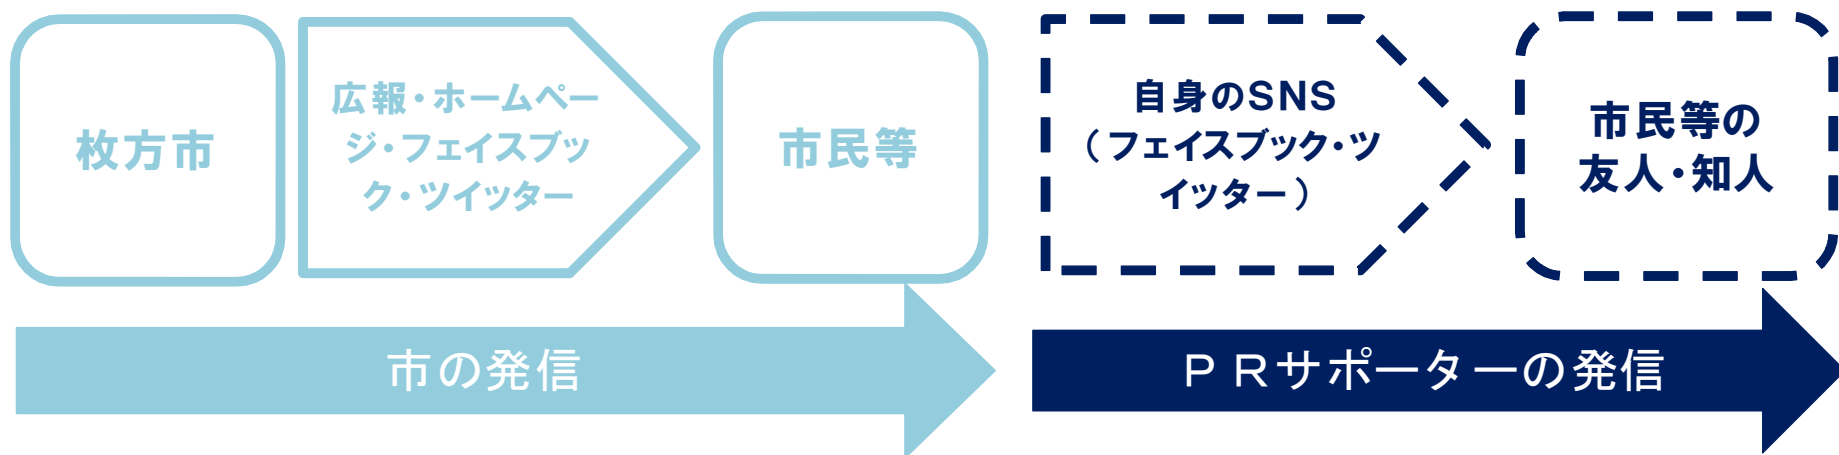 枚方市
広報・ホームペー
ジ・フェイスブッ
ク・ツイッター
市民等
自身のSNS
(フェイスブック・ツ
イッター)
市民等の
友人・知人
市の発信
PRサポーターの発信